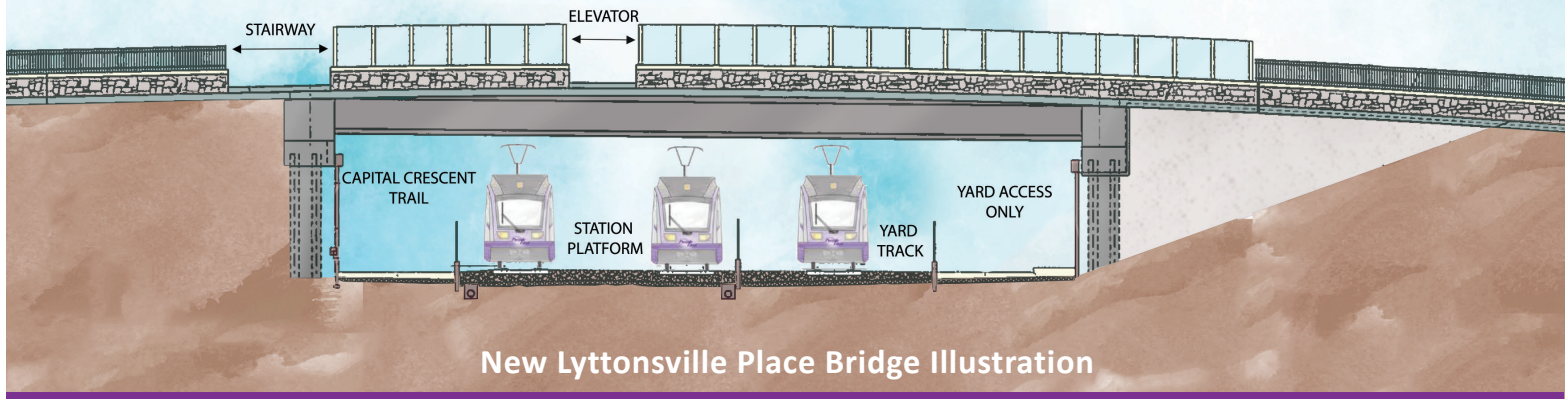 STAIRWAY
ELEVATOR
CAPITAL CRESCENT
TRAIL
STATION
PLATFORM
YARD
TRACK
YARD ACCESS
ONLY
New Lyttonsville Place Bridge Illustration